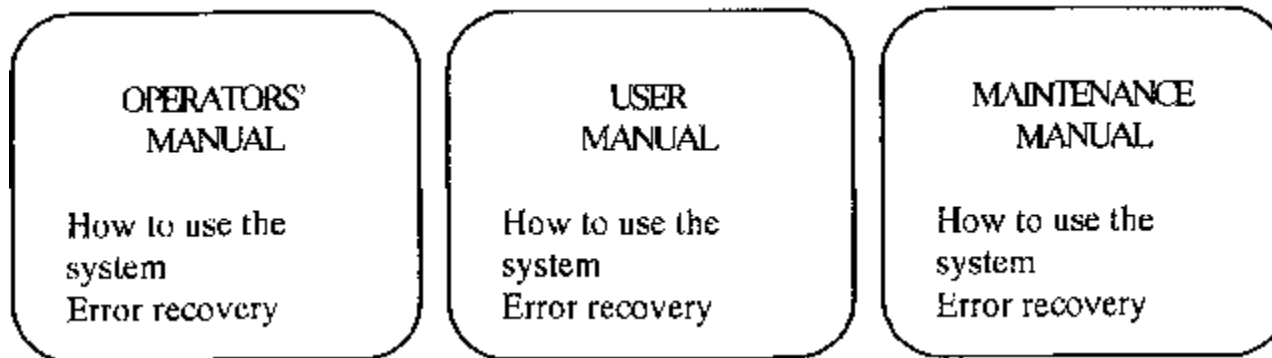 OPERATORS'
MANUAL
How to use the
system
Error recovery
USER
MANUAL
How to use the
system
Error recovery
MAINTENANCE
MANUAL
How to use the
system
Error recovery